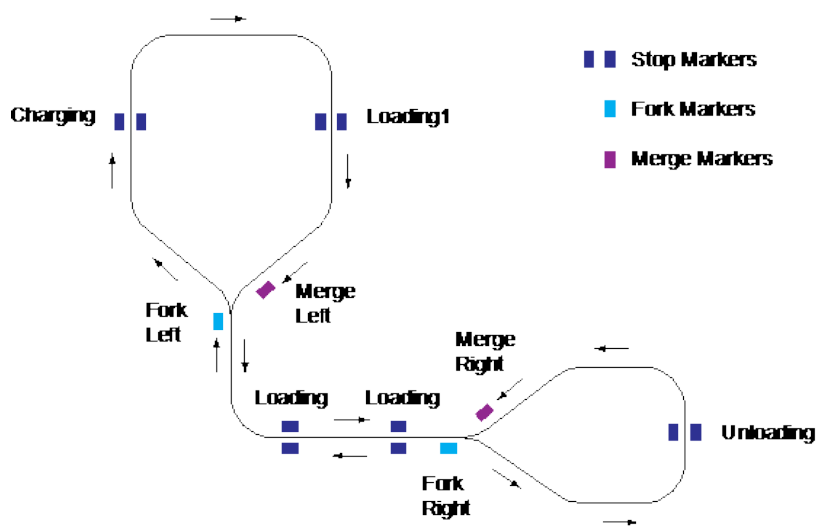 Stop Markers
Charging
Loading1
Fork Markers
Merge Markers
Fork
Left
Merge
Left
Merge
Right
Loading
Loading
Unloading
Fork
Right